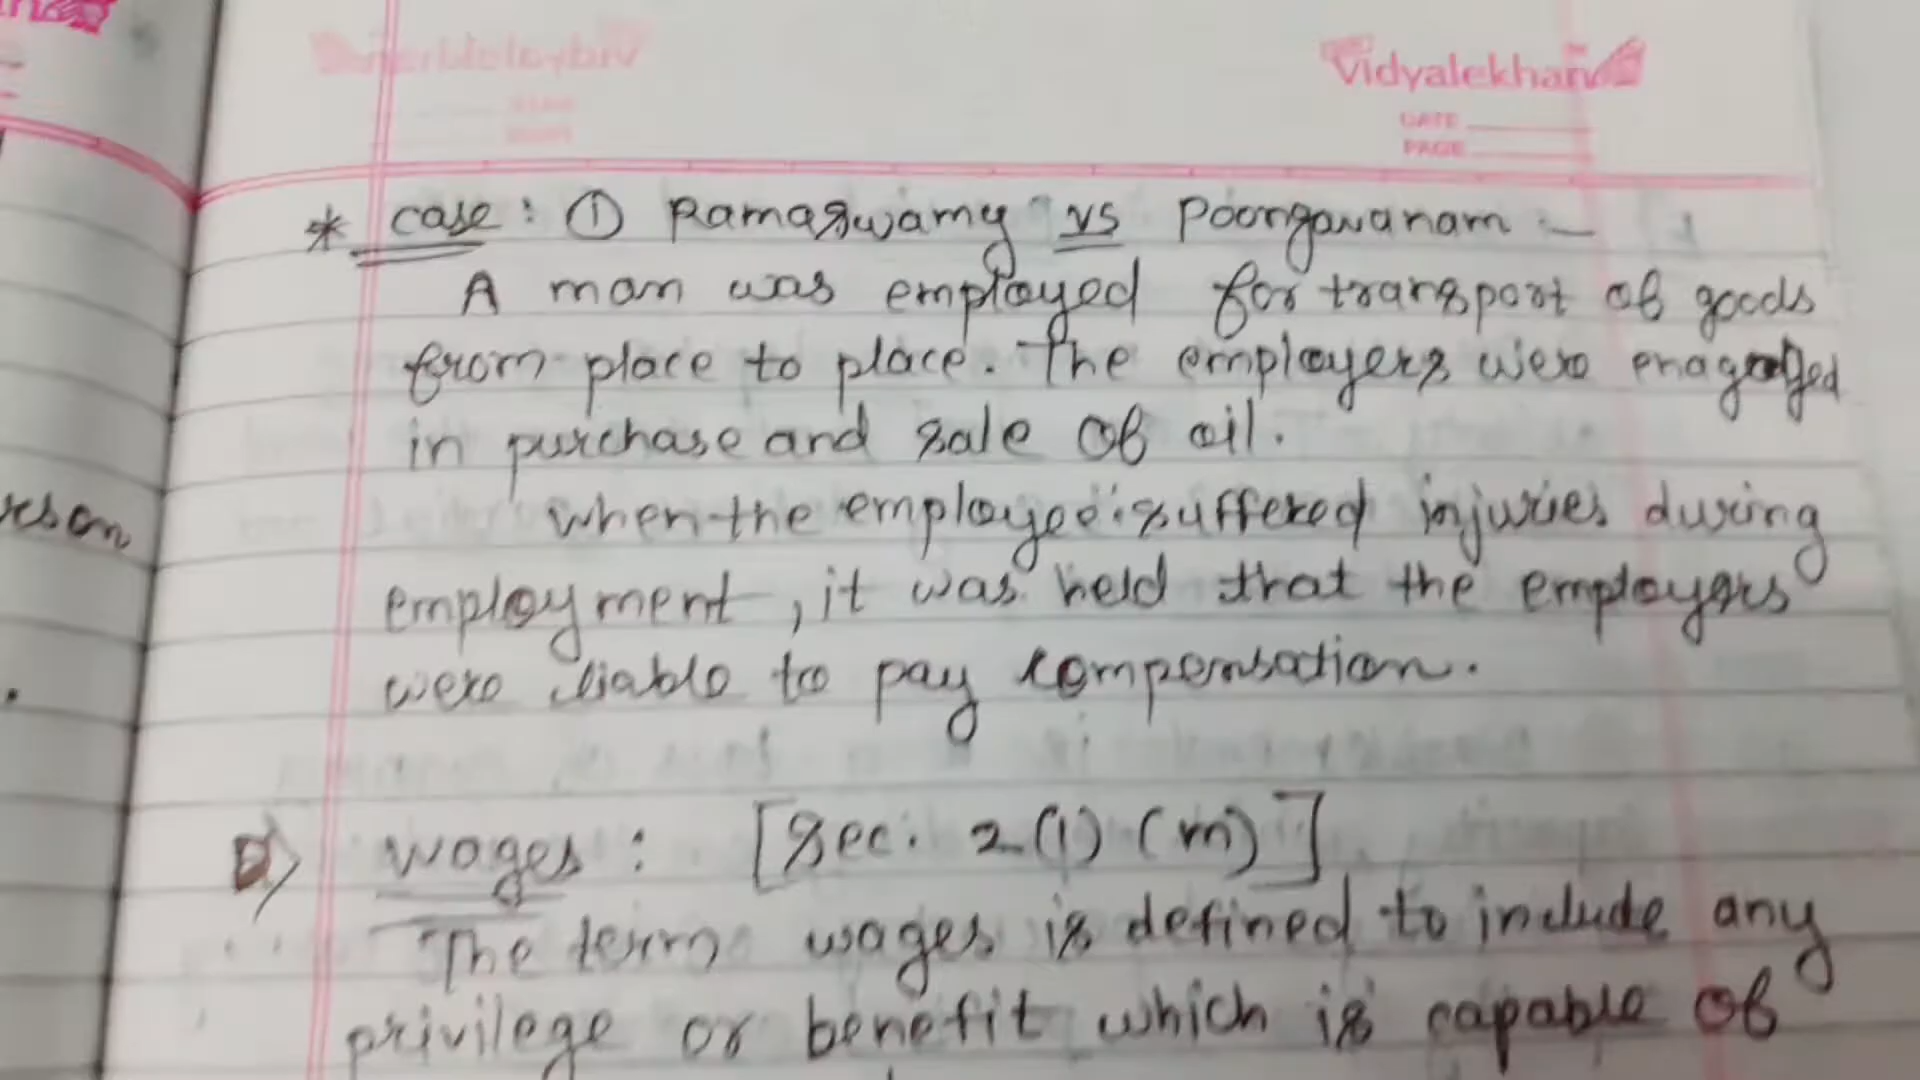 Vidyalekhan
DATE
PAGE
* case: ① Ramaswamy vs Poongavanam :-
A man was employed for transport of goods
from place to place. The employers were enagaged
in purchase and sale of oil.
when the employee suffered injuries during
employment, it was held that the employers
were liable to pay compensation.
wages: [Sec. 2(1)(m)]
The term wages is defined to include any
privilege or benefit which is capable of